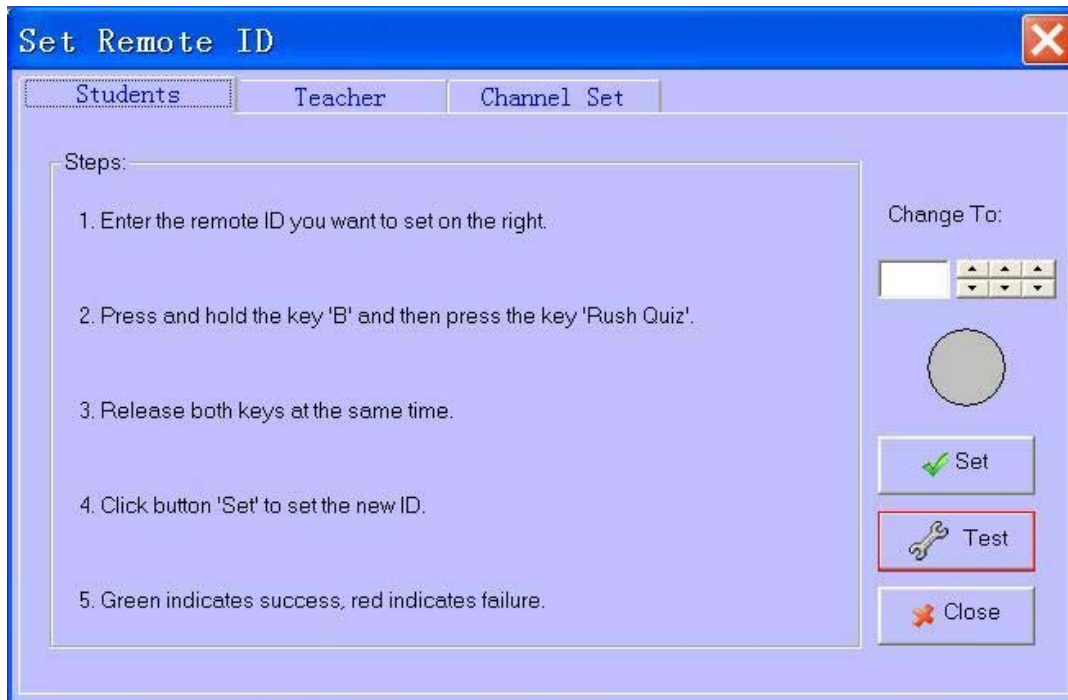 Set Remote ID
Students
Teacher
Channel Set
Steps:
1. Enter the remote ID you want to set on the right.
2. Press and hold the key 'B' and then press the key 'Rush Quiz'.
3. Release both keys at the same time.
4. Click button 'Set' to set the new ID.
5. Green indicates success, red indicates failure.
Change To:
Set
Test
Close